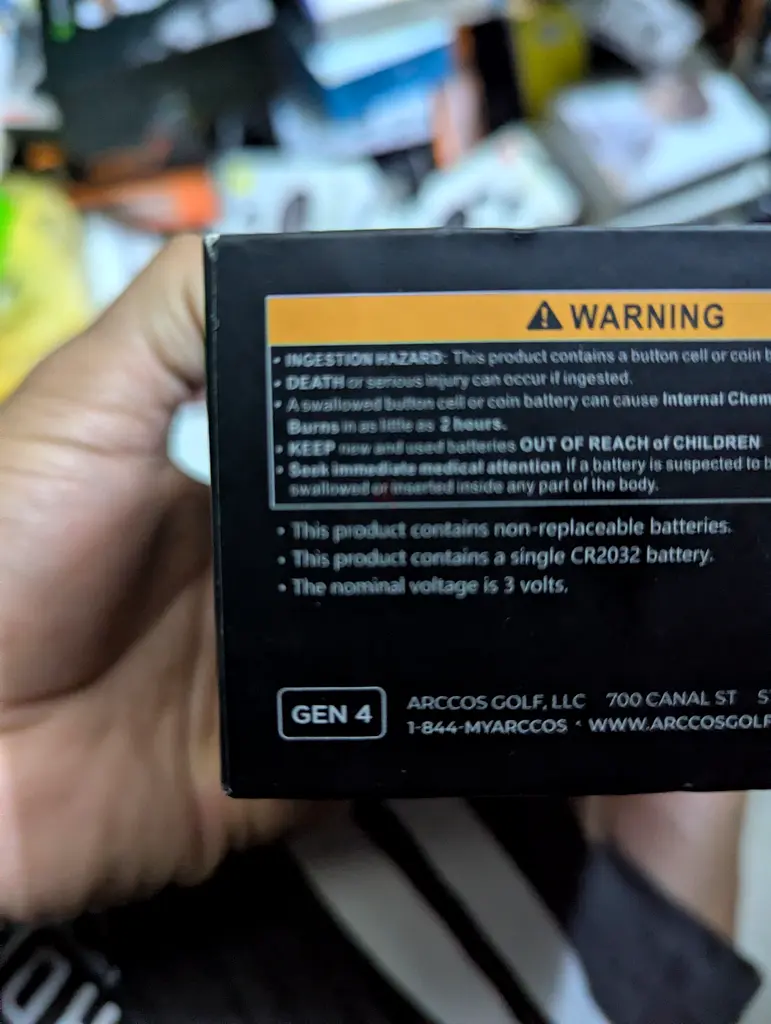 ⚠ WARNING
• INGESTION HAZARD: This product contains a button cell or coin b
• DEATH or serious injury can occur if ingested.
• A swallowed button cell or coin battery can cause Internal Chem
Burns in as little as 2 hours.
• KEEP new and used batteries OUT OF REACH of CHILDREN
• Seek immediate medical attention if a battery is suspected to b
swallowed or inserted inside any part of the body.
• This product contains non-replaceable batteries.
• This product contains a single CR2032 battery.
• The nominal voltage is 3 volts.
GEN 4
ARCCOS GOLF, LLC 700 CANAL ST ST
1-844-MYARCCOS • WWW.ARCCOSGOLF